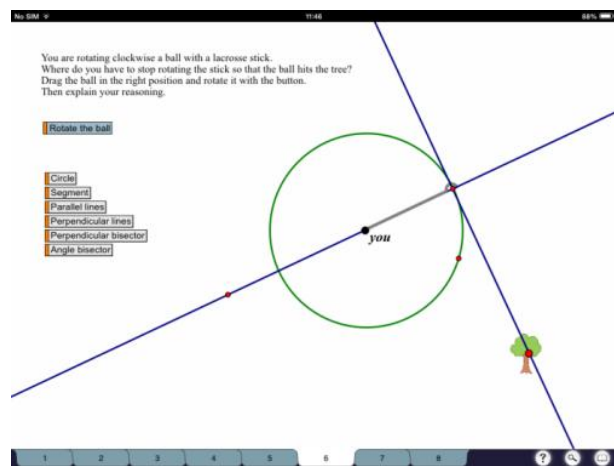 No SIM
11:46
88%
You are rotating clockwise a ball with a lacrosse stick.
Where do you have to stop rotating the stick so that the ball hits the tree?
Drag the ball in the right position and rotate it with the button.
Then explain your reasoning.
Rotate the ball
Circle
Segment
Parallel lines
Perpendicular lines
Perpendicular bisector
Angle bisector
you
1 2 3 4 5 6 7 8 ?